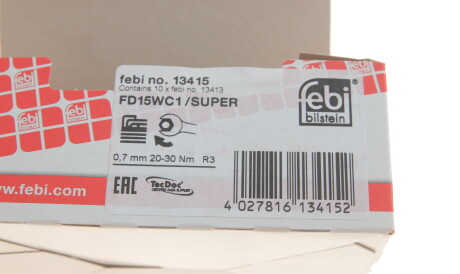 febi no. 13415
Contains 10 x febi no. 13413
FD15WC1/SUPER
febi
bilstein
0,7 mm 20-30 Nm R3
EAC
TecDoc
4 027816 134152
www.febi.com